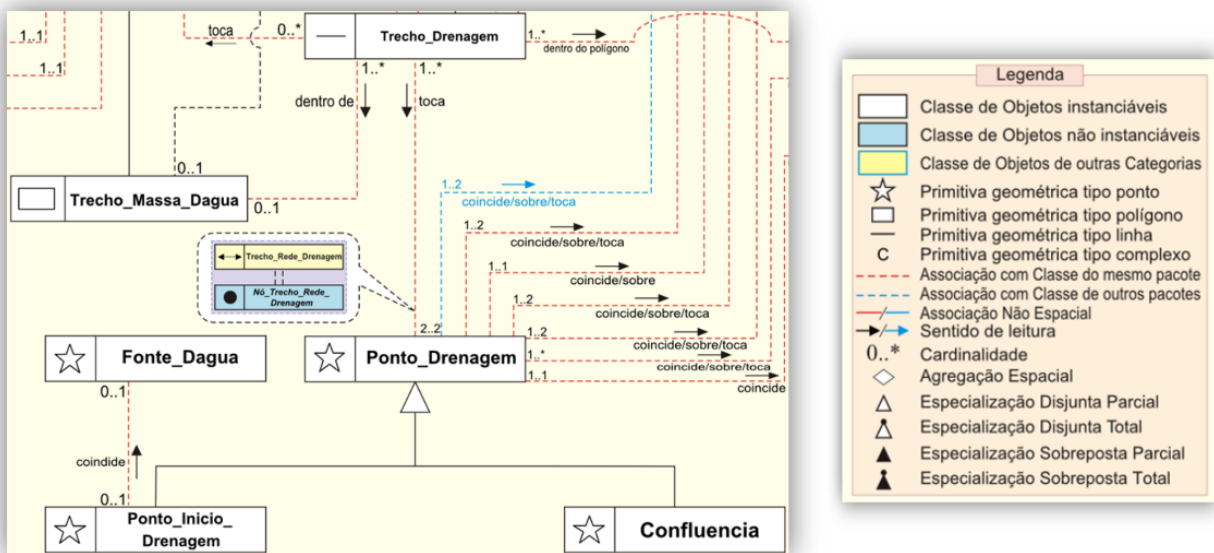 toca
0..*
Trecho_Drenagem
1..*
dentro do polígono
1..1
1..1
1..*
1..*
dentro de
toca
0..1
Trecho_Massa_Dagua
0..1
1..2
coincide/sobre/toca
1..2
coincide/sobre/toca
1..1
coincide/sobre
1..2
coincide/sobre/toca
Trecho_Rede_Drenagem
Nó_Trecho_Rede_
Drenagem
2..2
Fonte_Dagua
Ponto_Drenagem
1..2
coincide/sobre/toca
1..*
coincide/sobre/toca
1..1
coincide
0..1
coindide
0..1
Ponto_Inicio_
Drenagem
Confluencia
Legenda
Classe de Objetos instanciáveis
Classe de Objetos não instanciáveis
Classe de Objetos de outras Categorias
Primitiva geométrica tipo ponto
Primitiva geométrica tipo polígono
Primitiva geométrica tipo linha
C Primitiva geométrica tipo complexo
Associação com Classe do mesmo pacote
Associação com Classe de outros pacotes
Associação Não Espacial
Sentido de leitura
0..* Cardinalidade
Agregação Espacial
Especialização Disjunta Parcial
Especialização Disjunta Total
Especialização Sobreposta Parcial
Especialização Sobreposta Total